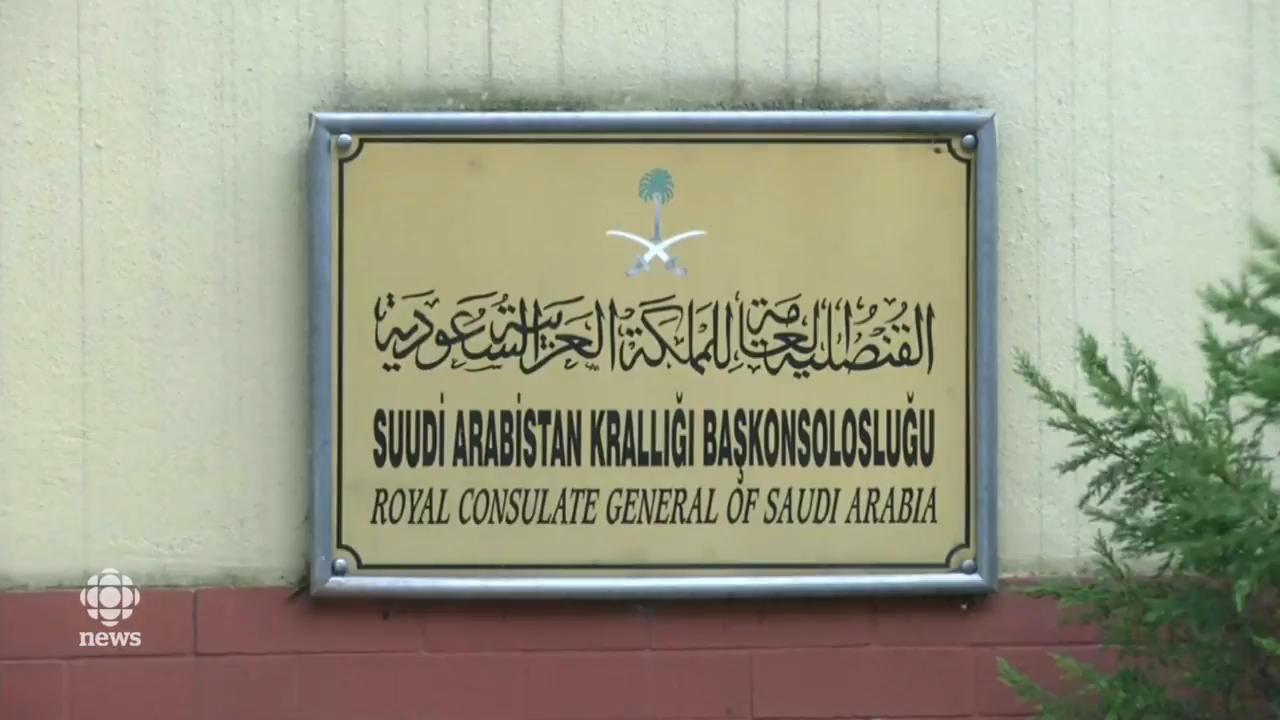 القنصلية العامة للمملكة العربية السعودية
SUUDİ ARABİSTAN KRALLIĞI BAŞKONSOLOSLUĞU
ROYAL CONSULATE GENERAL OF SAUDI ARABIA
news